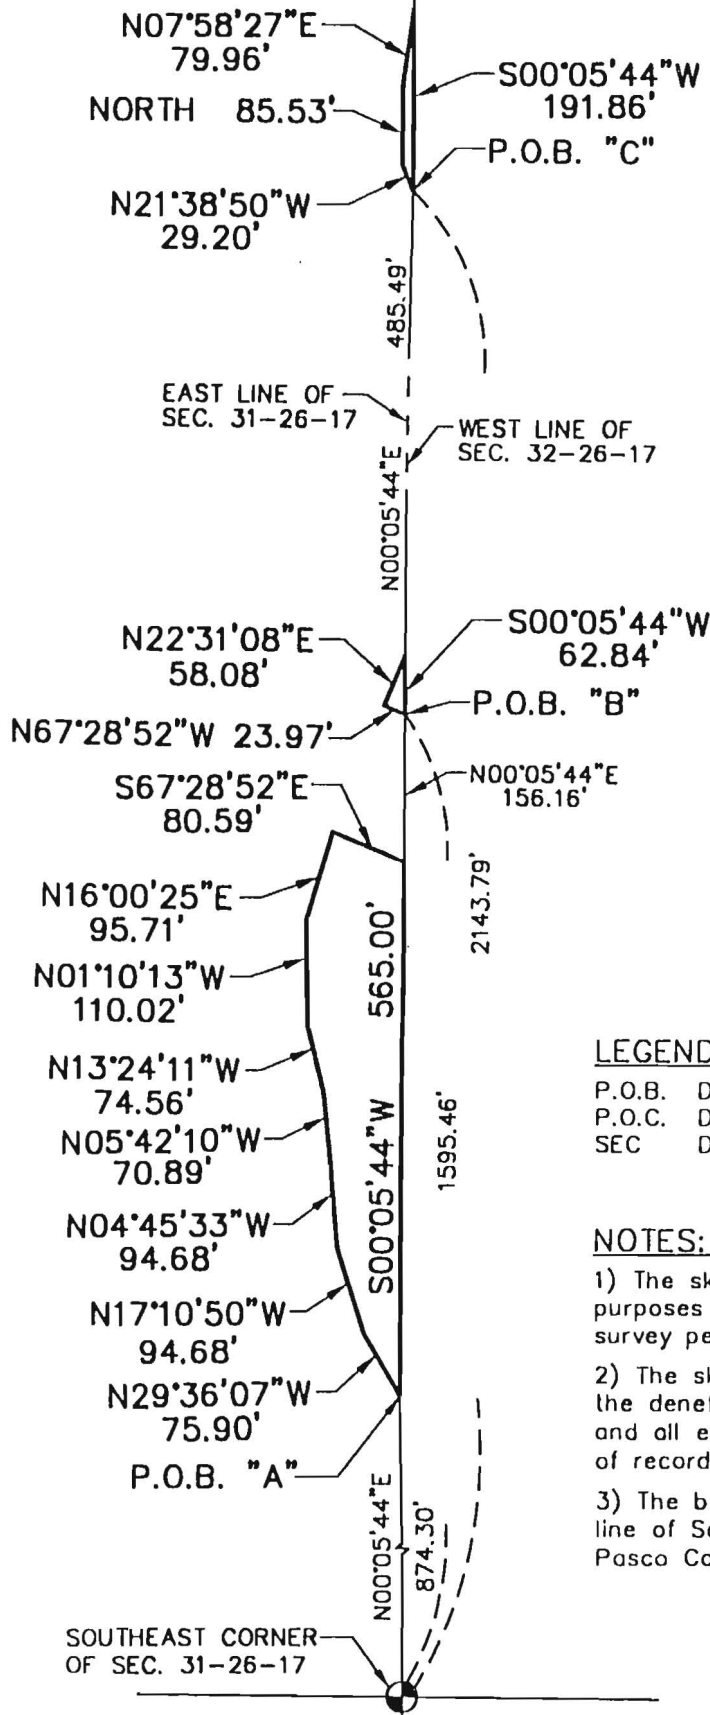 N07°58'27"E
79.96'
S00°05'44"W
191.86'
NORTH 85.53'
P.O.B. "C"
N21°38'50"W
29.20'
485.49'
EAST LINE OF
SEC. 31-26-17
WEST LINE OF
SEC. 32-26-17
N00°05'44"E
N22°31'08"E
58.08'
S00°05'44"W
62.84'
P.O.B. "B"
N67°28'52"W 23.97'
N00°05'44"E
156.16'
S67°28'52"E
80.59'
2143.79'
N16°00'25"E
95.71'
565.00'
N01°10'13"W
110.02'
N13°24'11"W
74.56'
N05°42'10"W
70.89'
S00°05'44"W
1595.46'
N04°45'33"W
94.68'
N17°10'50"W
94.68'
N29°36'07"W
75.90'
P.O.B. "A"
N00°05'44"E
874.30'
SOUTHEAST CORNER
OF SEC. 31-26-17
LEGEND
P.O.B. D
P.O.C. D
SEC D
NOTES:
1) The sk
purposes
survey pe
2) The sk
the denef
and all e
of record
3) The b
line of Se
Pasco Co